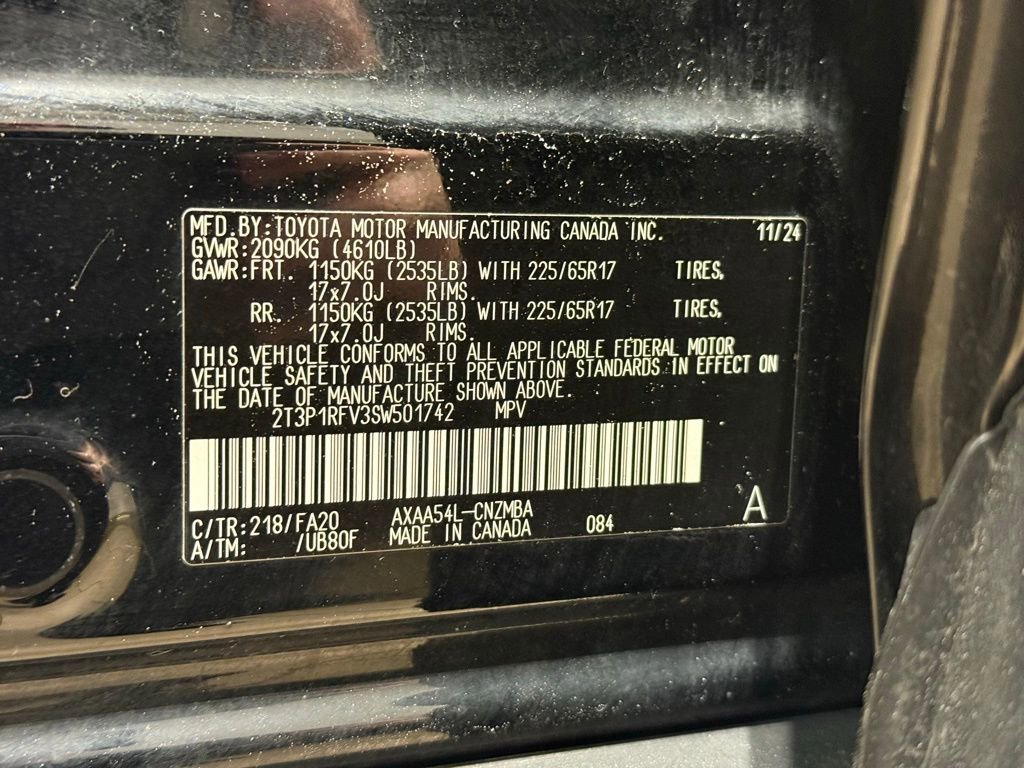 MFD.BY:TOYOTA MOTOR MANUFACTURING CANADA INC. 11/24
GVWR:2090KG (4610LB)
GAWR:FRT. 1150KG (2535LB) WITH 225/65R17 TIRES,
17x7.0J RIMS.
RR. 1150KG (2535LB) WITH 225/65R17 TIRES,
17x7.0J RIMS.
THIS VEHICLE CONFORMS TO ALL APPLICABLE FEDERAL MOTOR
VEHICLE SAFETY AND THEFT PREVENTION STANDARDS IN EFFECT ON
THE DATE OF MANUFACTURE SHOWN ABOVE.
2T3P1RFV3SW501742 MPV
C/TR:218/FA20 AXAA54L-CNZMBA 084 A
A/TM: /UB80F MADE IN CANADA